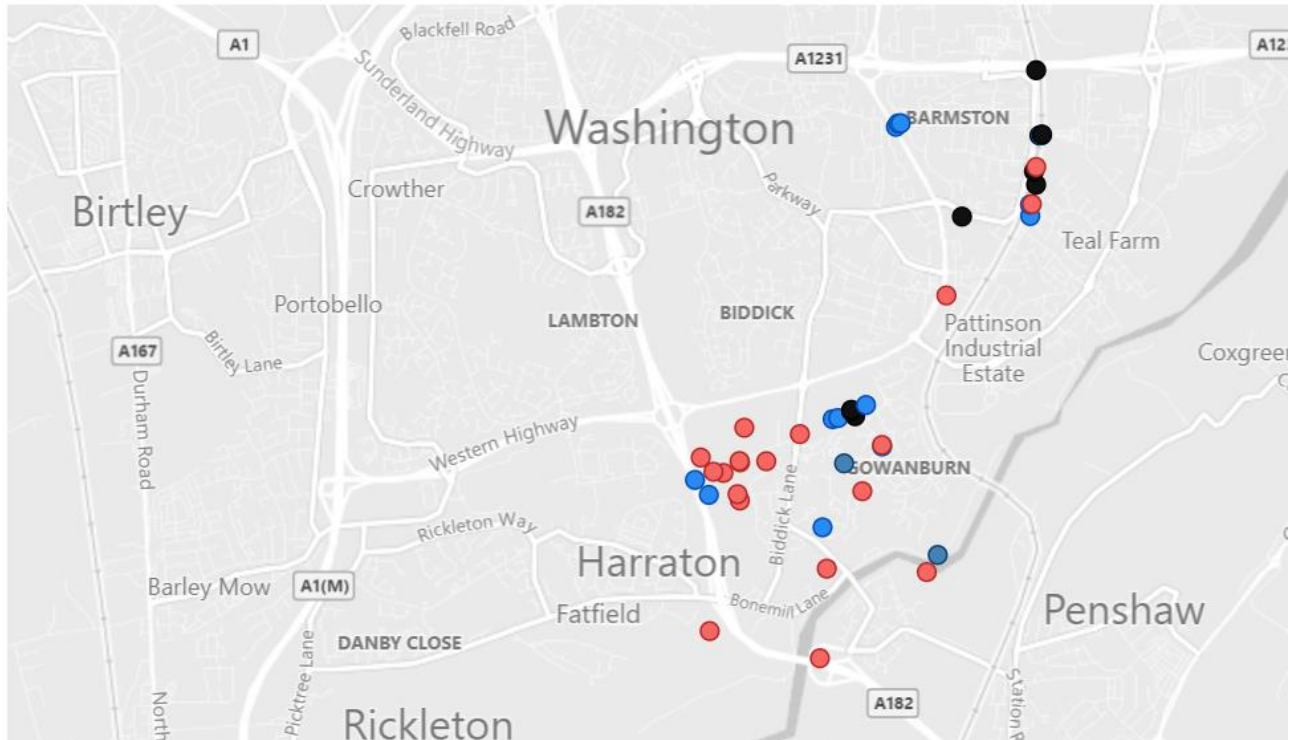 Blackfell Road
A1
A1231
A12
Sunderland Highway
BARMSTON
Washington
Crowther
Parkway
Birtley
A182
Teal Farm
Portobello
LAMBTON
BIDDICK
Pattinson
Industrial
Estate
Birtley Lane
A167
Coxgreen
Durham Road
Western Highway
GOWANBURN
Biddick Lane
Rickleton Way
Harraton
Barley Mow
A1(M)
Fatfield
Bonemill Lane
Penshaw
DANBY CLOSE
Picktree Lane
Station R
North
A182
Rickleton